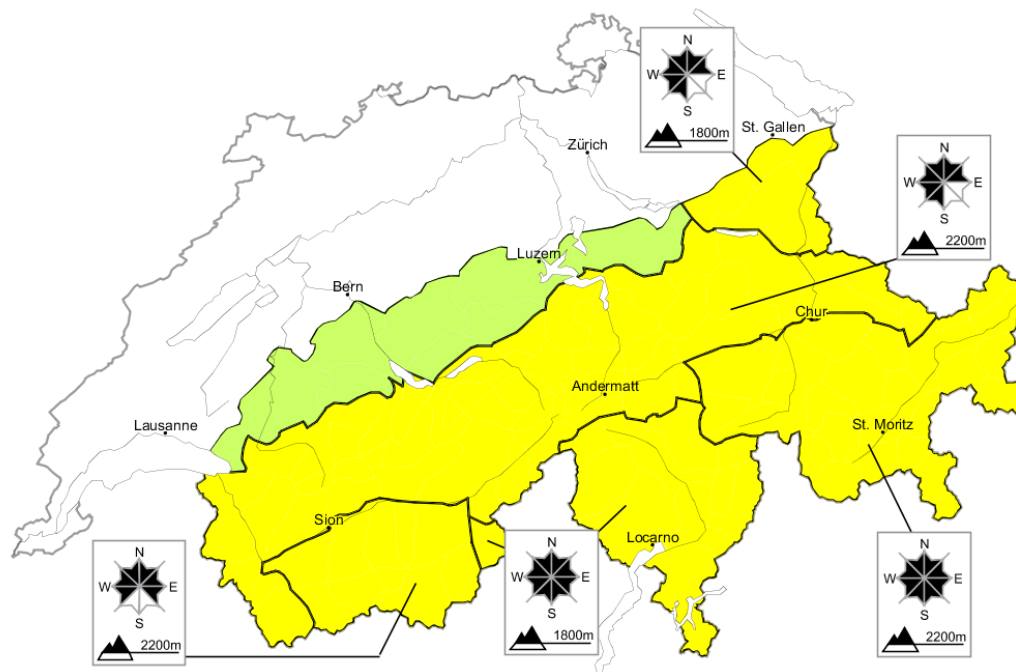 N
W E
S
1800m
St. Gallen
Zürich
N
W E
S
2200m
Luzern
Bern
Chur
Andermatt
Lausanne
St. Moritz
Sion
Locarno
N
W E
S
2200m
N
W E
S
1800m
N
W E
S
2200m